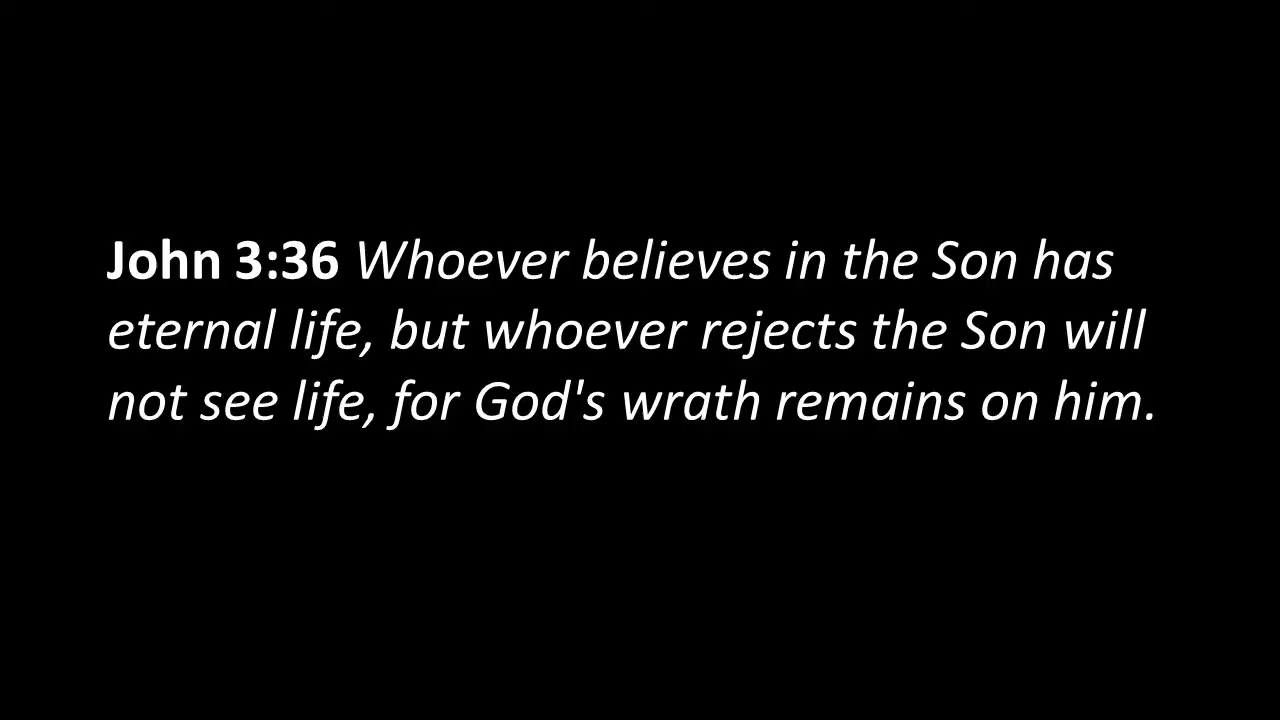 John 3:36 Whoever believes in the Son has
eternal life, but whoever rejects the Son will
not see life, for God's wrath remains on him.